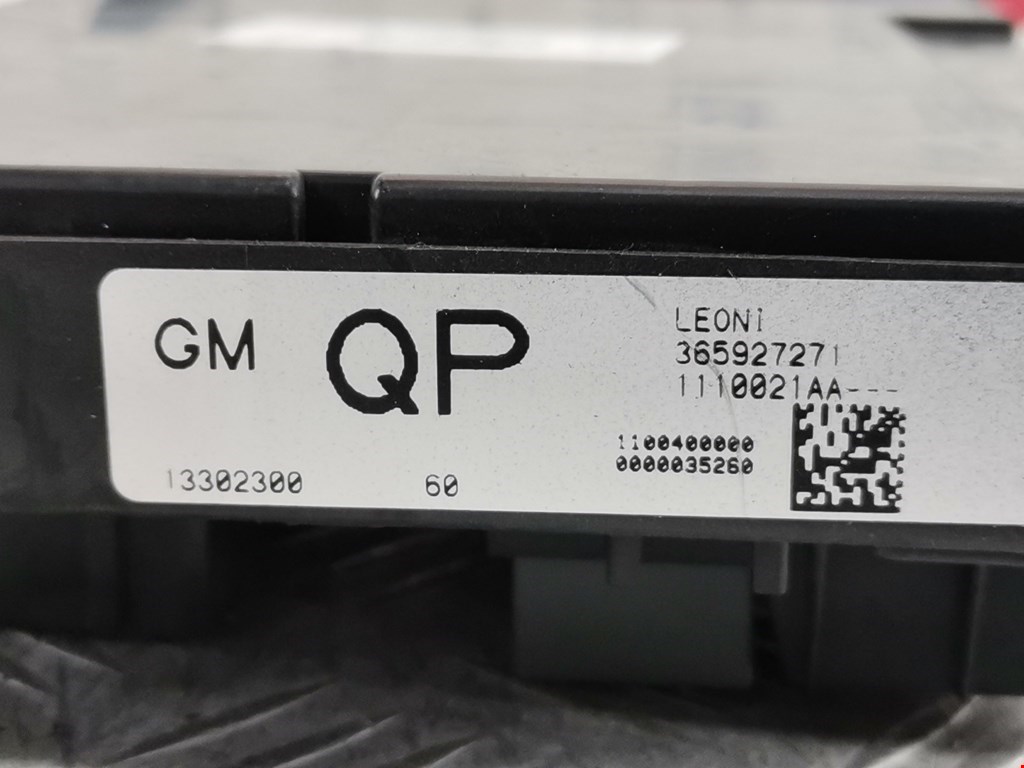 GM QP
LEONI
365927271
1110021AA---
1100400000
0000035260
13302300 60